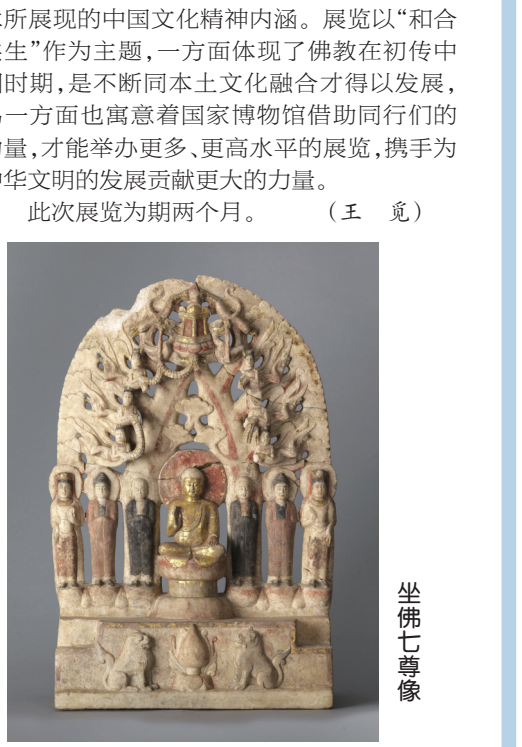 所展现的中国文化精神内涵。展览以“和合
生”作为主题,一方面体现了佛教在初传中
时期,是不断同本土文化融合才得以发展,
一方面也寓意着国家博物馆借助同行们的
量,才能举办更多、更高水平的展览,携手为
华文明的发展贡献更大的力量。
此次展览为期两个月。 (王 觅)
坐佛七尊像